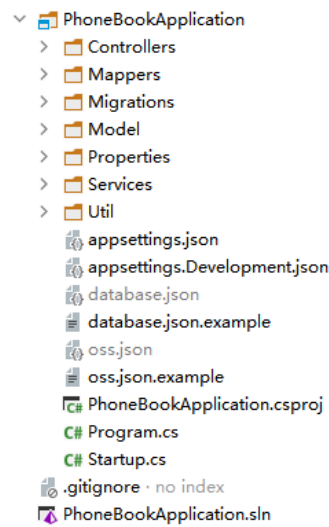 PhoneBookApplication
Controllers
Mappers
Migrations
Model
Properties
Services
Util
appsettings.json
appsettings.Development.json
database.json
database.json.example
oss.json
oss.json.example
C# PhoneBookApplication.csproj
C# Program.cs
C# Startup.cs
.gitignore · no index
PhoneBookApplication.sln